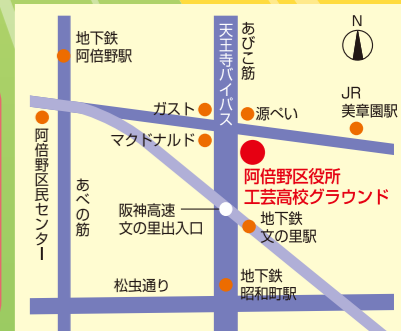 N
地下鉄
阿倍野駅
天王寺バイパス
あびこ筋
ガスト
源ぺい
JR
美章園駅
マクドナルド
阿倍野区民センター
あべの筋
阿倍野区役所
工芸高校グラウンド
阪神高速
文の里出入口
地下鉄
文の里駅
松虫通り
地下鉄
昭和町駅